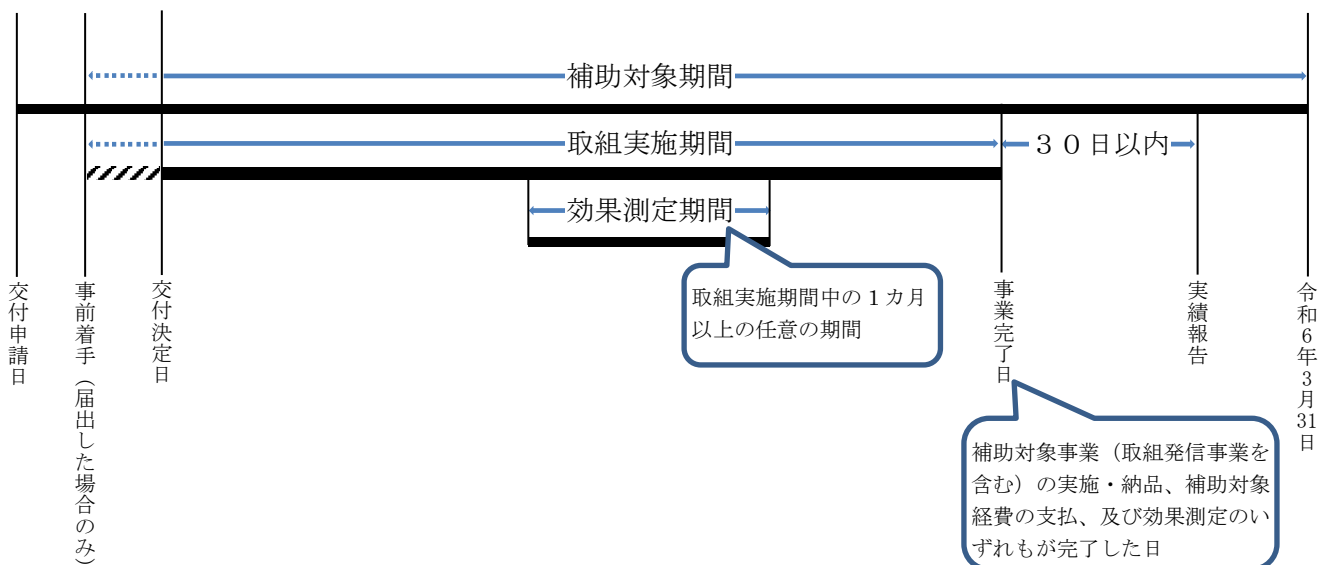 補助対象期間
取組実施期間
３０日以内
効果測定期間
取組実施期間中の１カ月
以上の任意の期間
交付申請日
事前着手（届出した場合のみ）
交付決定日
事業完了日
実績報告
令和6年3月31日
補助対象事業（取組発信事業を
含む）の実施・納品、補助対象
経費の支払、及び効果測定のい
ずれもが完了した日